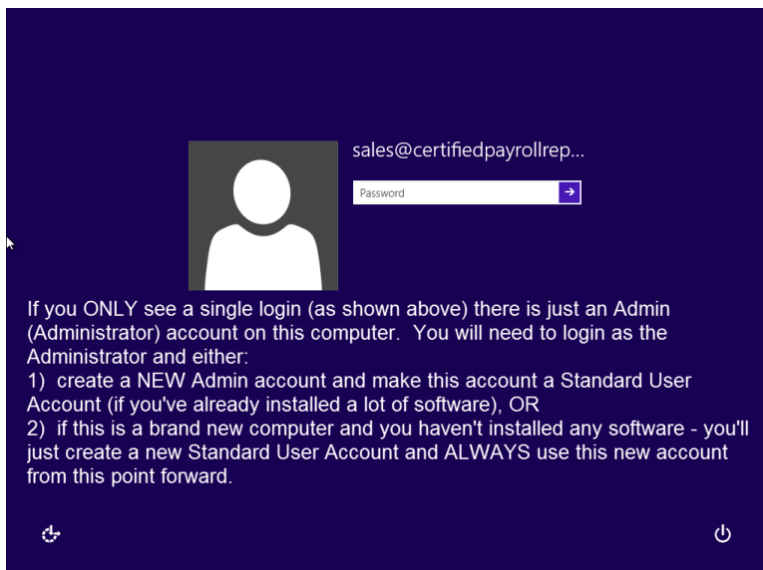 sales@certifiedpayrollrep...
Password
If you ONLY see a single login (as shown above) there is just an Admin
(Administrator) account on this computer.  You will need to login as the
Administrator and either:
1)  create a NEW Admin account and make this account a Standard User
Account (if you've already installed a lot of software), OR
2)  if this is a brand new computer and you haven't installed any software - you'll
just create a new Standard User Account and ALWAYS use this new account
from this point forward.